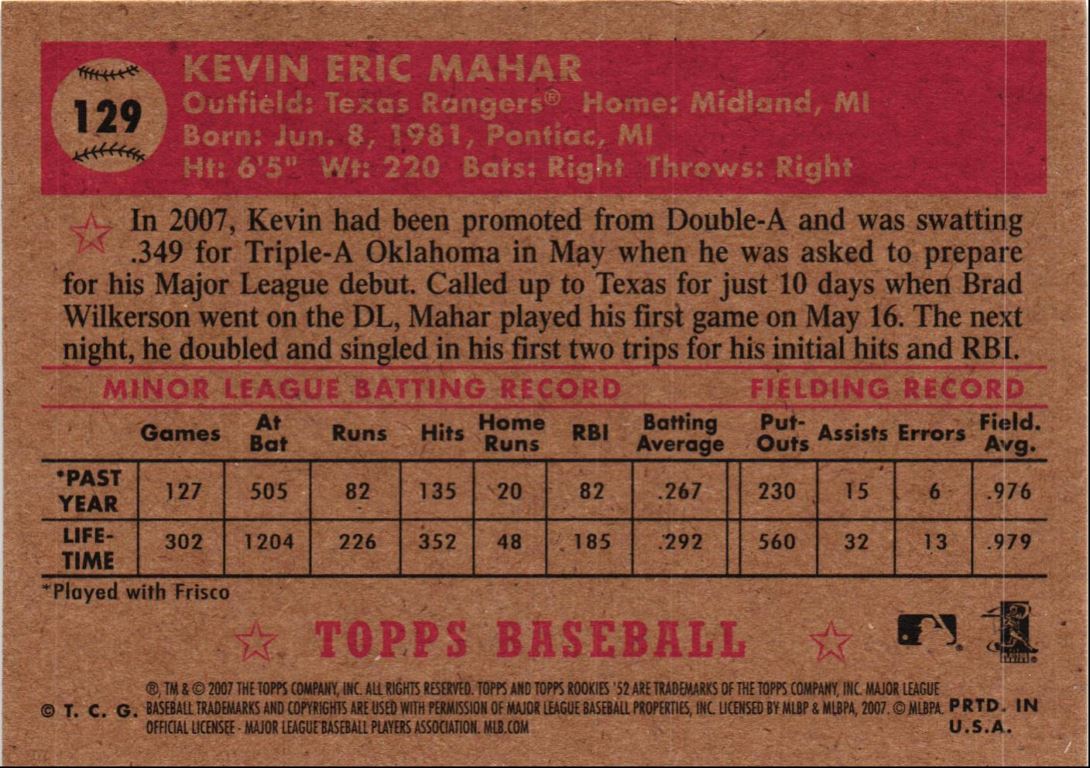 129
KEVIN ERIC MAHAR
Outfield: Texas Rangers® Home: Midland, MI
Born: Jun. 8, 1981, Pontiac, MI
Ht: 6'5" Wt: 220 Bats: Right Throws: Right
In 2007, Kevin had been promoted from Double-A and was swatting
.349 for Triple-A Oklahoma in May when he was asked to prepare
for his Major League debut. Called up to Texas for just 10 days when Brad
Wilkerson went on the DL, Mahar played his first game on May 16. The next
night, he doubled and singled in his first two trips for his initial hits and RBI.
MINOR LEAGUE BATTING RECORD FIELDING RECORD
Games At Bat Runs Hits Home Runs RBI Batting Average Put-Outs Assists Errors Field. Avg.
*PAST YEAR 127 505 82 135 20 82 .267 230 15 6 .976
LIFE-TIME 302 1204 226 352 48 185 .292 560 32 13 .979
*Played with Frisco
TOPPS BASEBALL
®, TM & © 2007 THE TOPPS COMPANY, INC. ALL RIGHTS RESERVED. TOPPS AND TOPPS ROOKIES '52 ARE TRADEMARKS OF THE TOPPS COMPANY, INC. MAJOR LEAGUE
© T. C. G. BASEBALL TRADEMARKS AND COPYRIGHTS ARE USED WITH PERMISSION OF MAJOR LEAGUE BASEBALL PROPERTIES, INC. LICENSED BY MLBP & MLBPA, 2007. © MLBPA PRTD. IN
OFFICIAL LICENSEE - MAJOR LEAGUE BASEBALL PLAYERS ASSOCIATION. MLB.COM U.S.A.